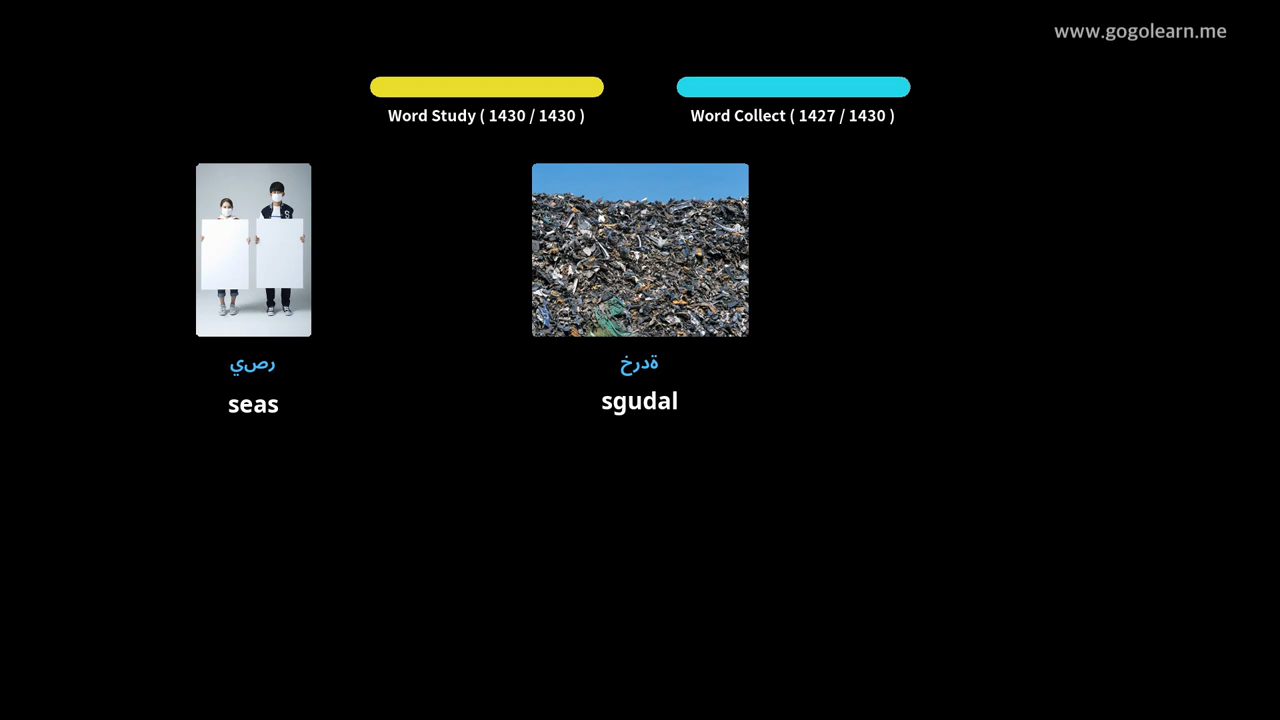 www.gogolearn.me
Word Study ( 1430 / 1430 )
Word Collect ( 1427 / 1430 )
رصي
seas
ةدرخ
sgudal